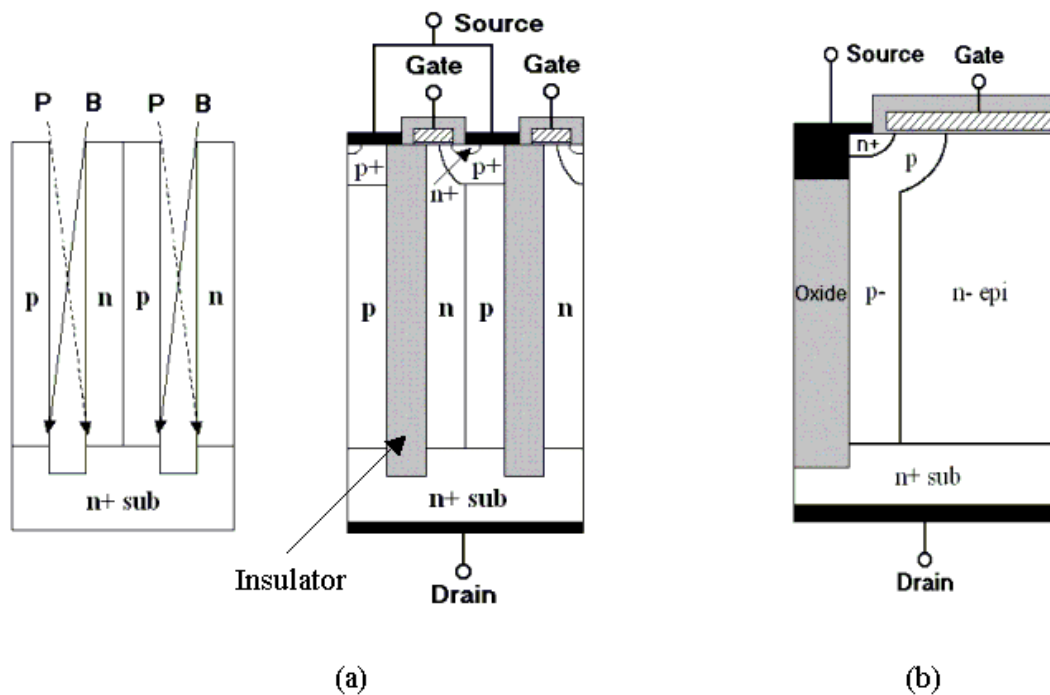 P B P B
p n p n
n+ sub
Source
Gate Gate
p+ n+ p+
p n p n
n+ sub
Insulator
Drain
(a)
Source Gate
n+
p
Oxide p- n- epi
n+ sub
Drain
(b)